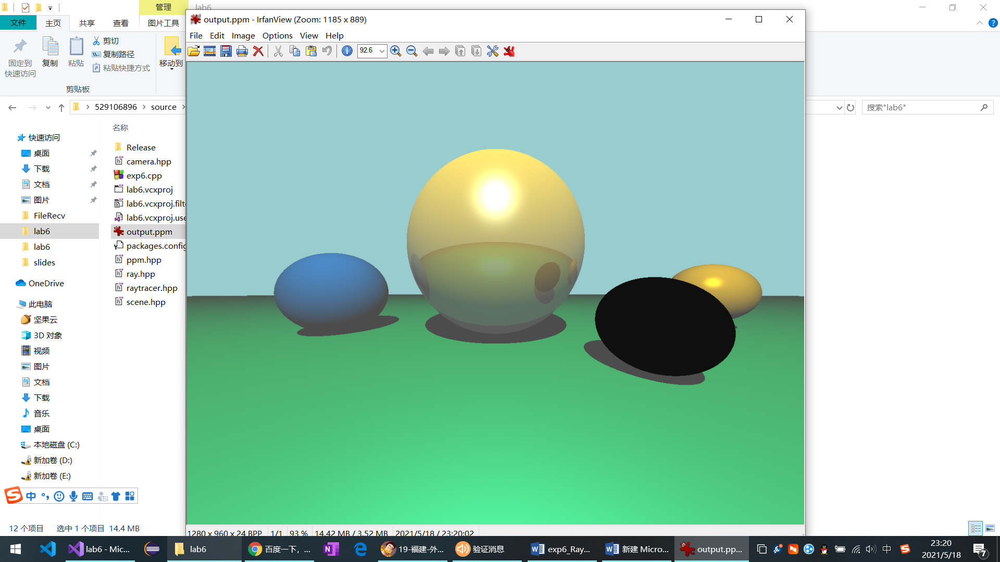 管理
lab6
文件
主页
共享
查看
图片工具
output.ppm - IrfanView (Zoom: 1185 x 889)
File Edit Image Options View Help
92.6
固定到
快速访问
复制
粘贴
剪切
复制路径
粘贴快捷方式
移动到
剪贴板
529106896
source
搜索"lab6"
名称
快速访问
桌面
下载
文档
图片
FileRecv
lab6
lab6
slides
OneDrive
此电脑
坚果云
3D 对象
视频
图片
文档
下载
音乐
桌面
本地磁盘 (C:)
新加卷 (D:)
新加卷 (E:)
Release
camera.hpp
exp6.cpp
lab6.vcxproj
lab6.vcxproj.filt
lab6.vcxproj.use
output.ppm
packages.config
ppm.hpp
ray.hpp
raytracer.hpp
scene.hpp
中
12 个项目
选中 1 个项目 14.4 MB
1280 x 960 x 24 BPP
1/1
93 %
14.42 MB / 3.52 MB
2021/5/18 / 23:20:02
lab6 - Mic...
lab6
百度一下，...
19-福建-外...
验证消息
exp6_Ray...
新建 Micro...
output.pp...
中
23:20
2021/5/18
7